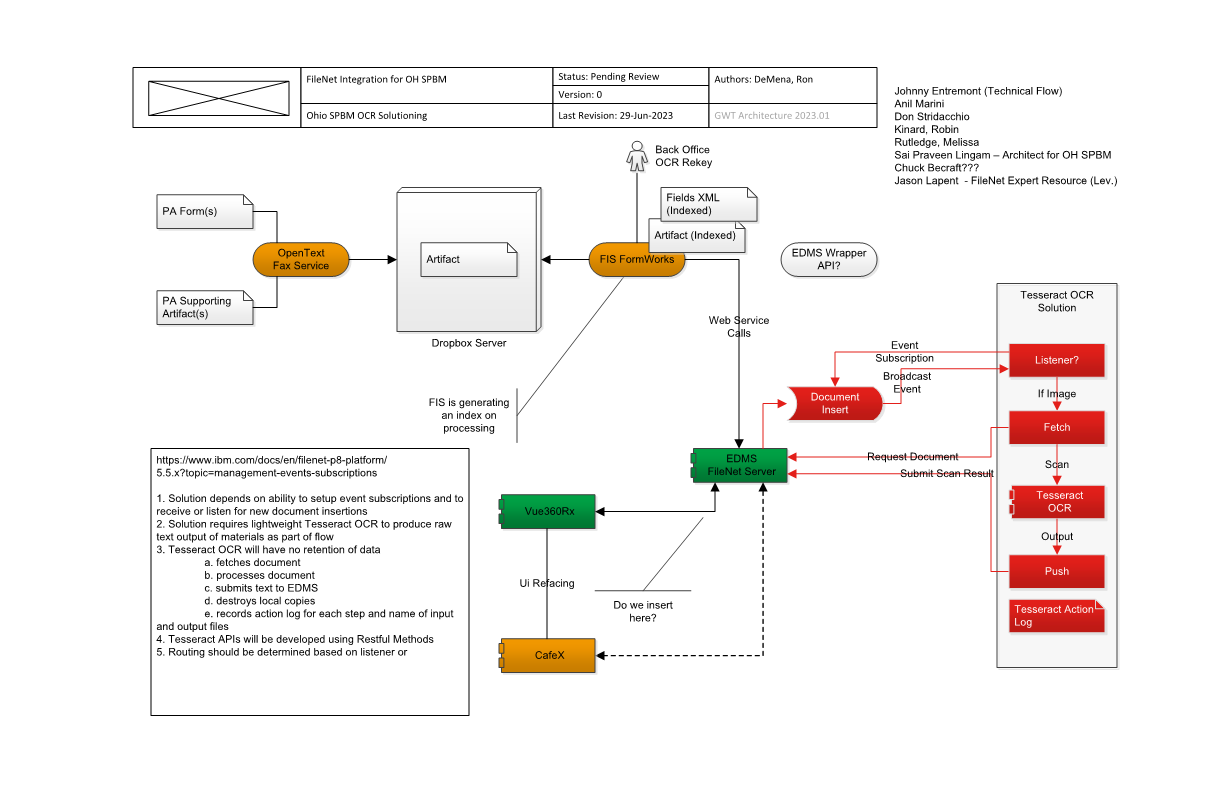 FileNet Integration for OH SPBM
Status: Pending Review
Version: 0
Authors: DeMena, Ron
Ohio SPBM OCR Solutioning
Last Revision: 29-Jun-2023
GWT Architecture 2023.01
Johnny Entremont (Technical Flow)
Anil Marini
Don Stridacchio
Kinard, Robin
Rutledge, Melissa
Sai Praveen Lingam – Architect for OH SPBM
Chuck Becraft???
Jason Lapent  - FileNet Expert Resource (Lev.)
Back Office
OCR Rekey
PA Form(s)
OpenText
Fax Service
PA Supporting
Artifact(s)
Artifact
Dropbox Server
Fields XML
(Indexed)
Artifact (Indexed)
FIS FormWorks
EDMS Wrapper
API?
Web Service
Calls
FIS is generating
an index on
processing
Tesseract OCR
Solution
Event
Subscription
Listener?
Broadcast
Event
Document
Insert
If Image
Fetch
Request Document
Scan
Submit Scan Result
Tesseract
OCR
Output
Push
Tesseract Action
Log
EDMS
FileNet Server
Vue360Rx
Ui Refacing
Do we insert
here?
CafeX
https://www.ibm.com/docs/en/filenet-p8-platform/
5.5.x?topic=management-events-subscriptions
1. Solution depends on ability to setup event subscriptions and to
receive or listen for new document insertions
2. Solution requires lightweight Tesseract OCR to produce raw
text output of materials as part of flow
3. Tesseract OCR will have no retention of data
a. fetches document
b. processes document
c. submits text to EDMS
d. destroys local copies
e. records action log for each step and name of input
and output files
4. Tesseract APIs will be developed using Restful Methods
5. Routing should be determined based on listener or